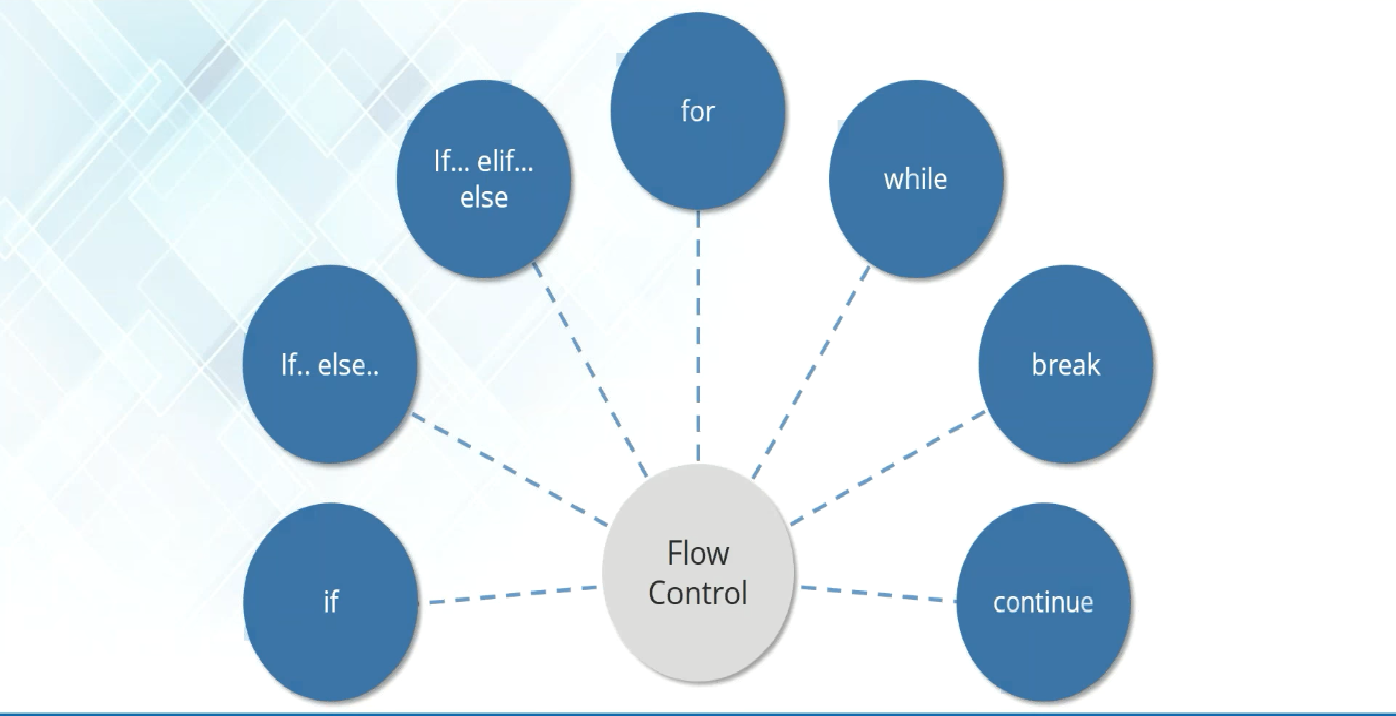 for
If... elif...
else
while
If.. else..
break
Flow
Control
if
continue